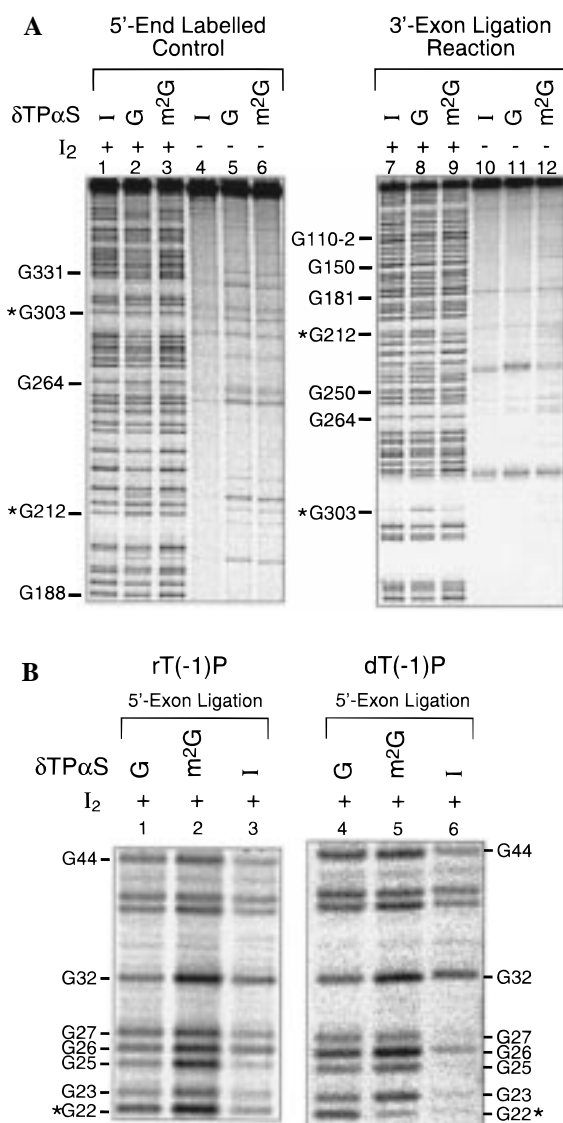 A
5'-End Labelled Control
3'-Exon Ligation Reaction
δTPαS I G m²G I G m²G I G m²G I G m²G
I₂ + + + - - - + + + - - -
1 2 3 4 5 6 7 8 9 10 11 12
G331
*G303
G264
*G212
G188
G110-2
G150
G181
*G212
G250
G264
*G303
B
rT(-1)P dT(-1)P
5'-Exon Ligation 5'-Exon Ligation
δTPαS G m²G I G m²G I
I₂ + + + + + +
1 2 3 4 5 6
G44
G32
G27
G26
G25
G23
*G22
G44
G32
G27
G26
G25
G23
G22*